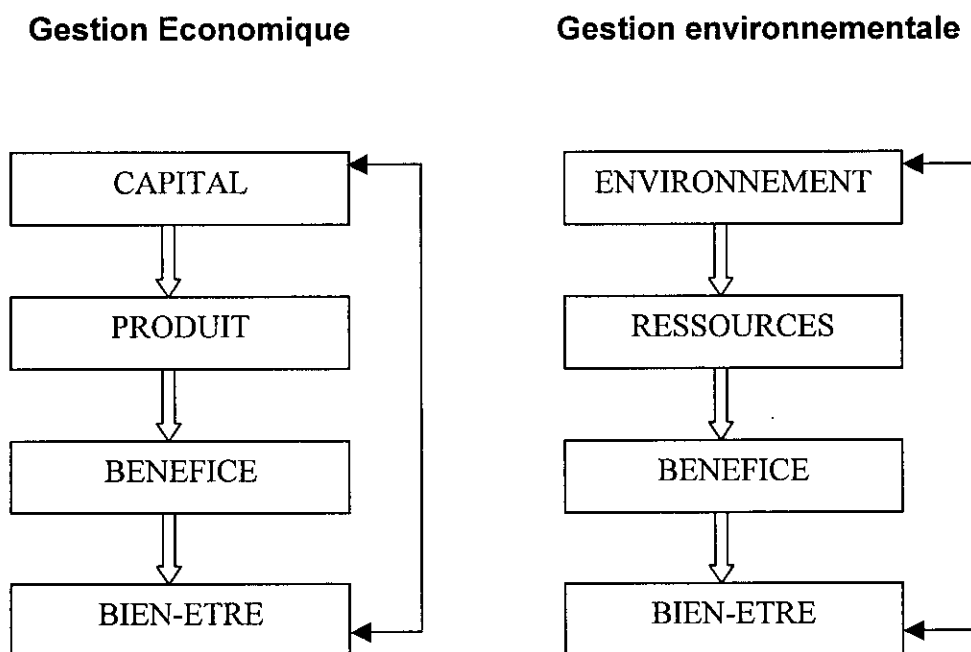 Gestion Economique
CAPITAL
PRODUIT
BENEFICE
BIEN-ETRE
Gestion environnementale
ENVIRONNEMENT
RESSOURCES
BENEFICE
BIEN-ETRE